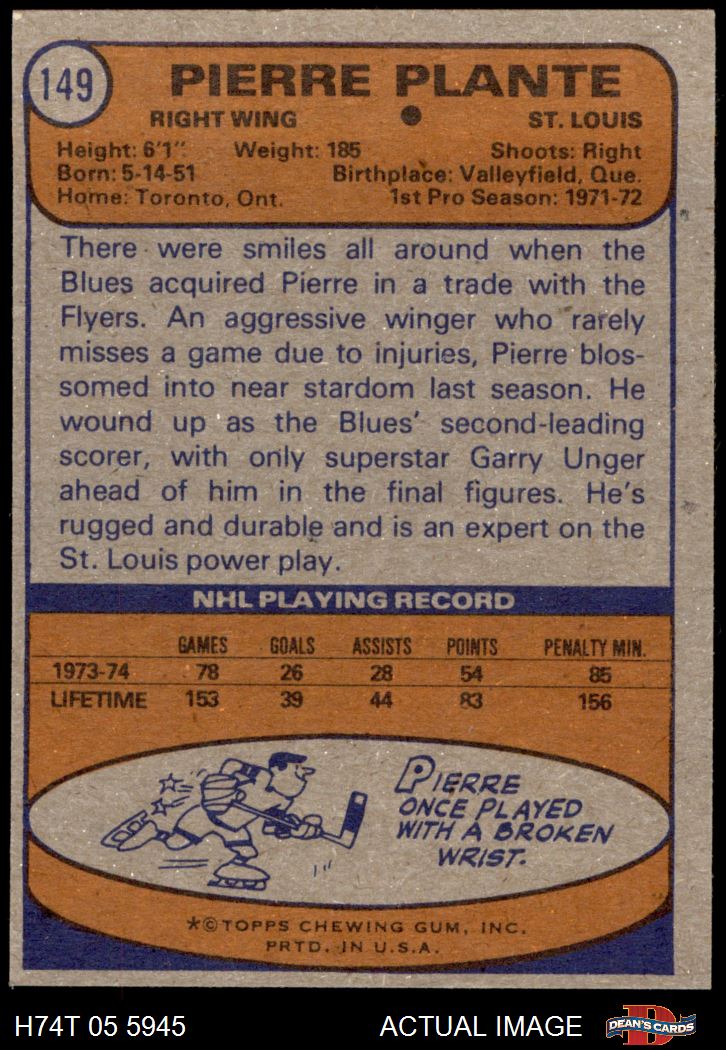 149
PIERRE PLANTE
RIGHT WING ● ST. LOUIS
Height: 6'1" Weight: 185 Shoots: Right
Born: 5-14-51 Birthplace: Valleyfield, Que.
Home: Toronto, Ont. 1st Pro Season: 1971-72
There were smiles all around when the
Blues acquired Pierre in a trade with the
Flyers. An aggressive winger who rarely
misses a game due to injuries, Pierre blos-
somed into near stardom last season. He
wound up as the Blues' second-leading
scorer, with only superstar Garry Unger
ahead of him in the final figures. He's
rugged and durable and is an expert on the
St. Louis power play.
NHL PLAYING RECORD
GAMES GOALS ASSISTS POINTS PENALTY MIN.
1973-74 78 26 28 54 85
LIFETIME 153 39 44 83 156
PIERRE
ONCE PLAYED
WITH A BROKEN
WRIST.
*©TOPPS CHEWING GUM, INC.
PRTD. IN U.S.A.
H74T 05 5945 ACTUAL IMAGE D DEAN'S CARDS